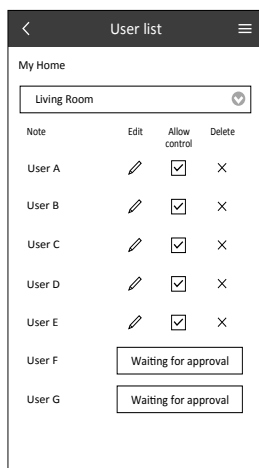 User list
My Home
Living Room
Note Edit Allow control Delete
User A
User B
User C
User D
User E
User F Waiting for approval
User G Waiting for approval